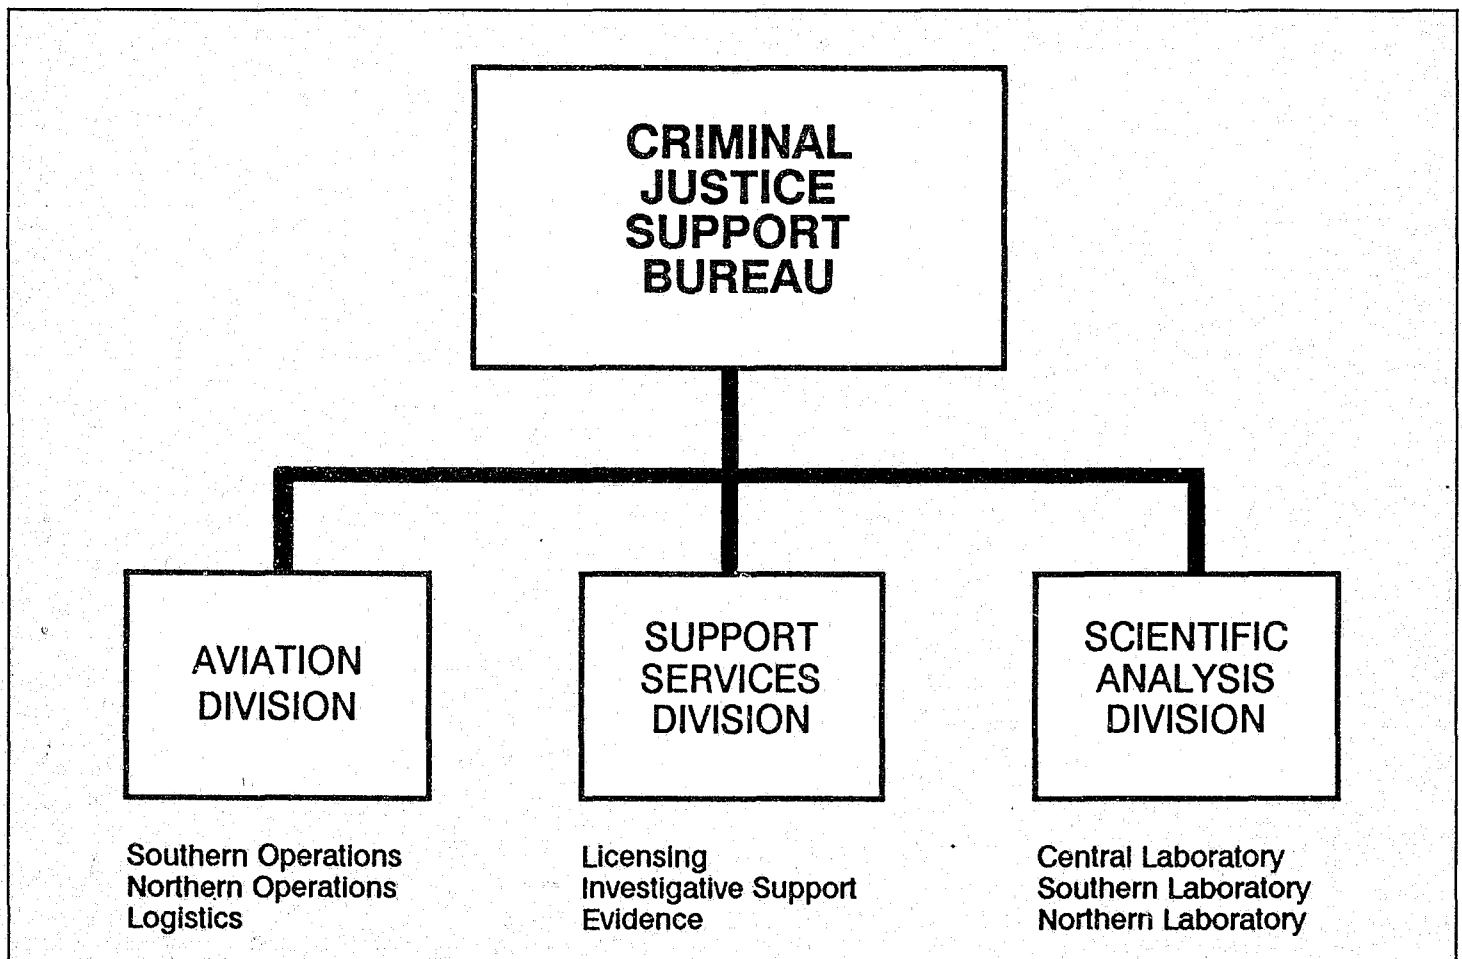 CRIMINAL
JUSTICE
SUPPORT
BUREAU
AVIATION
DIVISION
SUPPORT
SERVICES
DIVISION
SCIENTIFIC
ANALYSIS
DIVISION
Southern Operations
Northern Operations
Logistics
Licensing
Investigative Support
Evidence
Central Laboratory
Southern Laboratory
Northern Laboratory